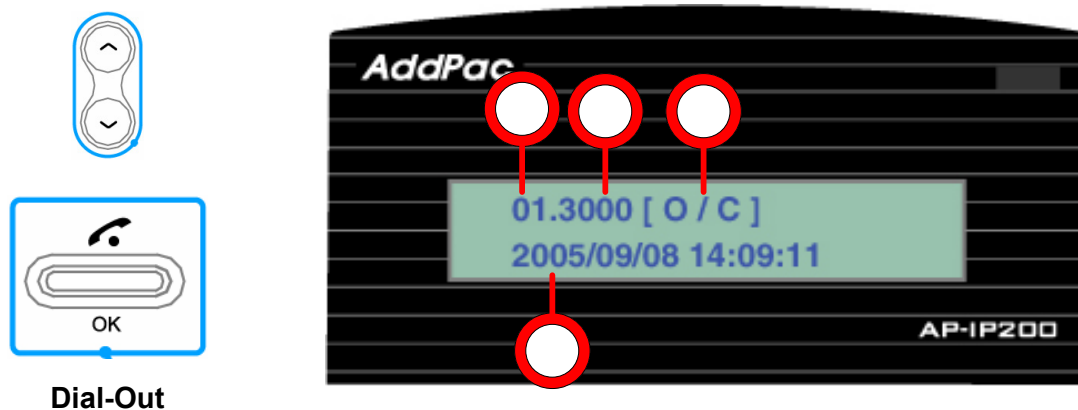 AddPac
01.3000 [ O / C ]
2005/09/08 14:09:11
OK
AP-IP200
Dial-Out